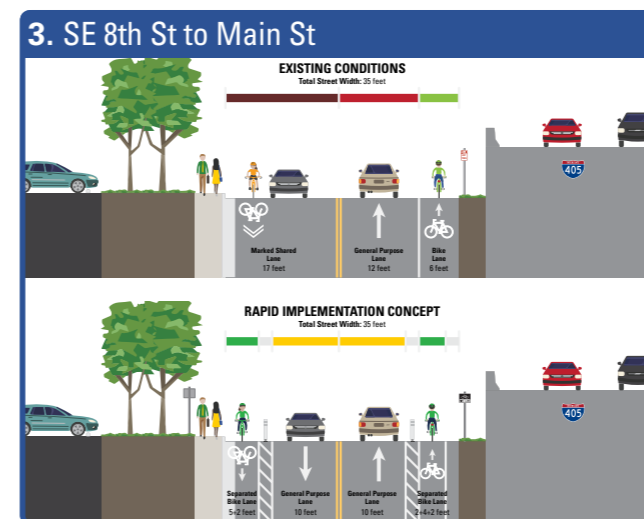 3. SE 8th St to Main St
EXISTING CONDITIONS
Total Street Width: 35 feet
405
Marked Shared
Lane
17 feet
General Purpose
Lane
12 feet
Bike
Lane
6 feet
RAPID IMPLEMENTATION CONCEPT
Total Street Width: 35 feet
405
Separated
Bike Lane
5+2 feet
General Purpose
Lane
10 feet
General Purpose
Lane
10 feet
Separated
Bike Lane
2+4+2 feet